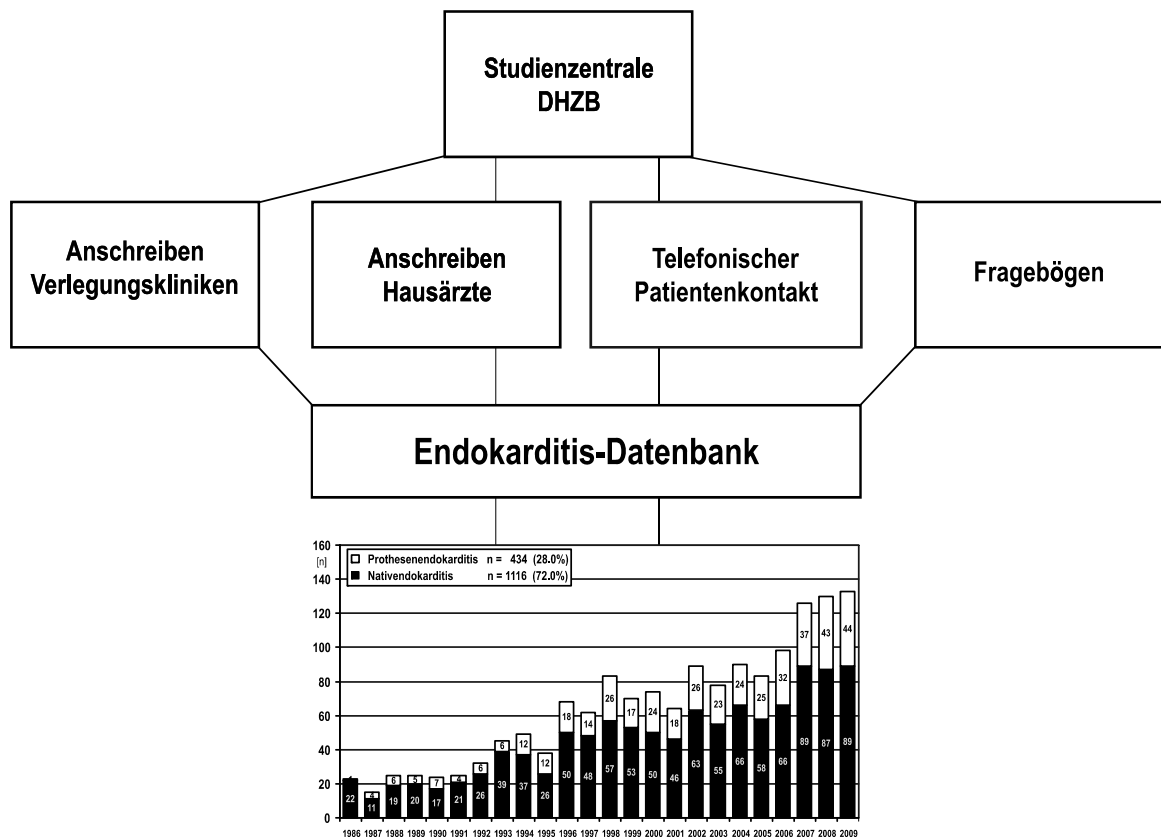 Studienzentrale
DHZB
Anschreiben
Verlegungskliniken
Anschreiben
Hausärzte
Telefonischer
Patientenkontakt
Fragebögen
Endokarditis-Datenbank
160
[n]
140
120
100
80
60
40
20
0
Prothesenendokarditis n = 434 (28.0%)
Nativendokarditis n = 1116 (72.0%)
4 6 5 7 4 6 6 12 12 18 14 26 17 24 18 26 23 24 25 32 37 43 44
22 11 19 20 17 21 26 39 37 26 50 48 57 53 50 46 63 55 66 58 66 89 87 89
1986 1987 1988 1989 1990 1991 1992 1993 1994 1995 1996 1997 1998 1999 2000 2001 2002 2003 2004 2005 2006 2007 2008 2009